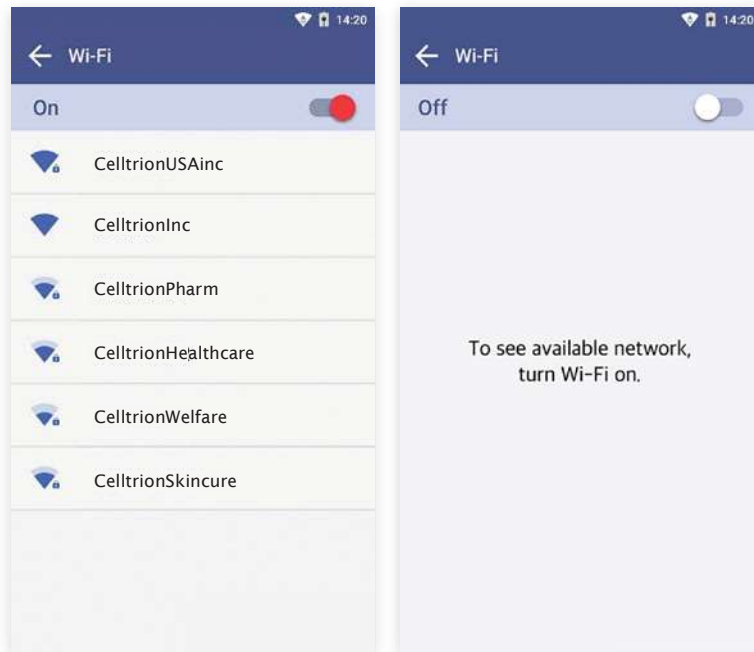 14:20
Wi-Fi
On
CelltrionUSAinc
CelltrionInc
CelltrionPharm
CelltrionHealthcare
CelltrionWelfare
CelltrionSkincure
14:20
Wi-Fi
Off
To see available network,
turn Wi-Fi on.